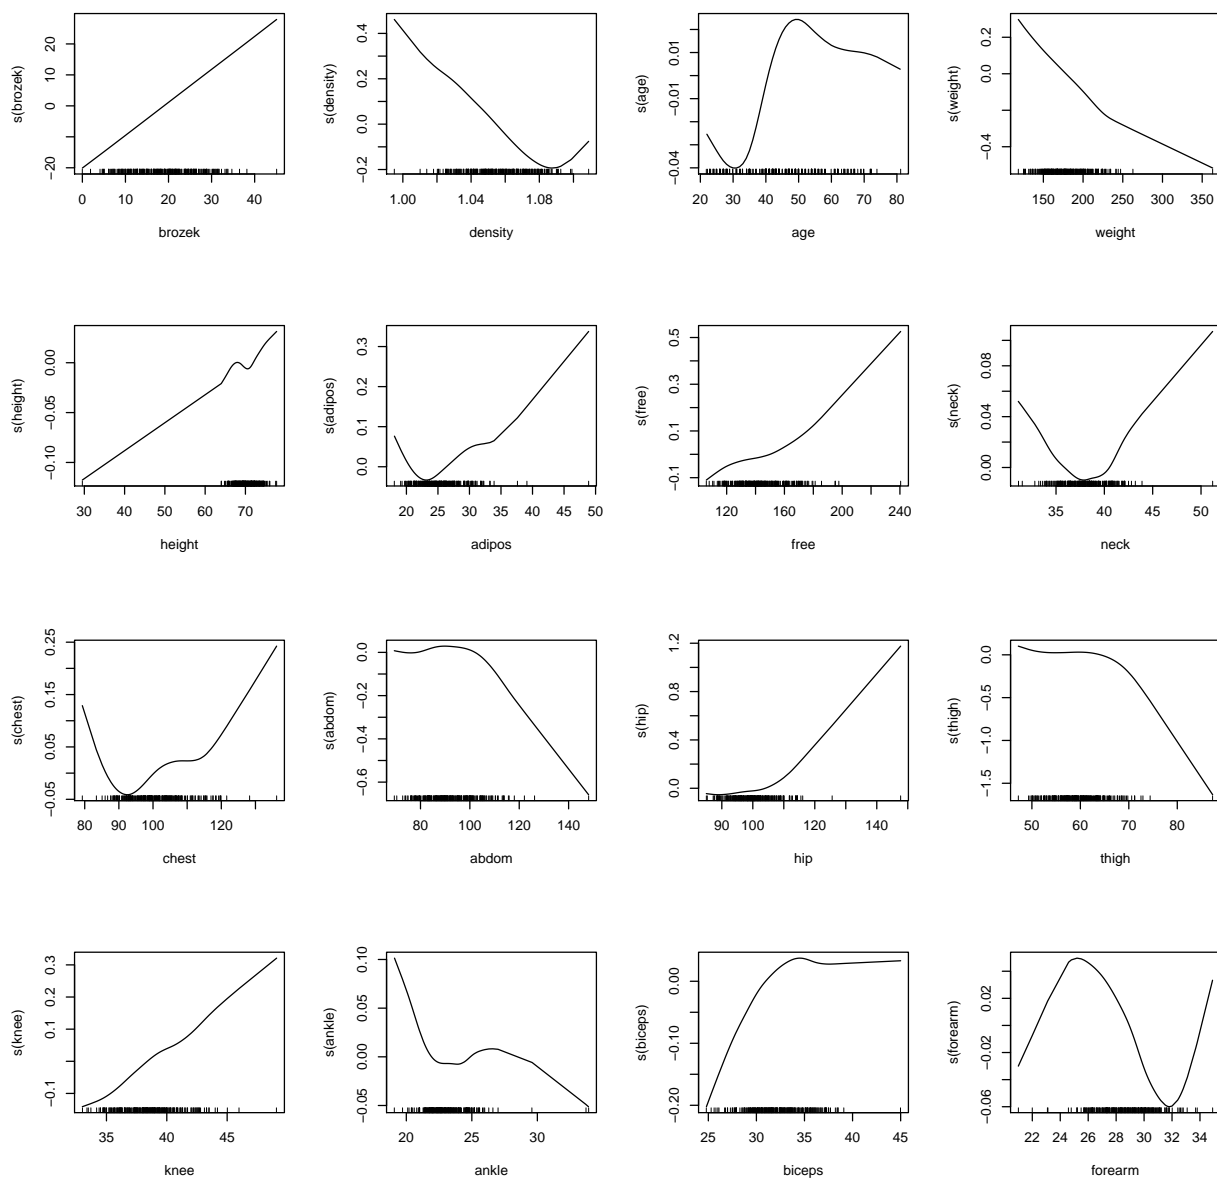 s(brozek)
−20 0 10 20
0 10 20 30 40
brozek
s(density)
−0.2 0.0 0.2 0.4
1.00 1.04 1.08
density
s(age)
−0.04 −0.01 0.01
20 30 40 50 60 70 80
age
s(weight)
−0.4 0.0 0.2
150 200 250 300 350
weight
s(height)
−0.10 −0.05 0.00
30 40 50 60 70
height
s(adipos)
0.0 0.1 0.2 0.3
20 25 30 35 40 45 50
adipos
s(free)
−0.1 0.1 0.3 0.5
120 160 200 240
free
s(neck)
0.00 0.04 0.08
35 40 45 50
neck
s(chest)
−0.05 0.05 0.15 0.25
80 90 100 120
chest
s(abdom)
−0.6 −0.4 −0.2 0.0
80 100 120 140
abdom
s(hip)
0.0 0.4 0.8 1.2
90 100 120 140
hip
s(thigh)
−1.5 −1.0 −0.5 0.0
50 60 70 80
thigh
s(knee)
−0.1 0.1 0.2 0.3
35 40 45
knee
s(ankle)
−0.05 0.00 0.05 0.10
20 25 30
ankle
s(biceps)
−0.20 −0.10 0.00
25 30 35 40 45
biceps
s(forearm)
−0.06 −0.02 0.02
22 24 26 28 30 32 34
forearm